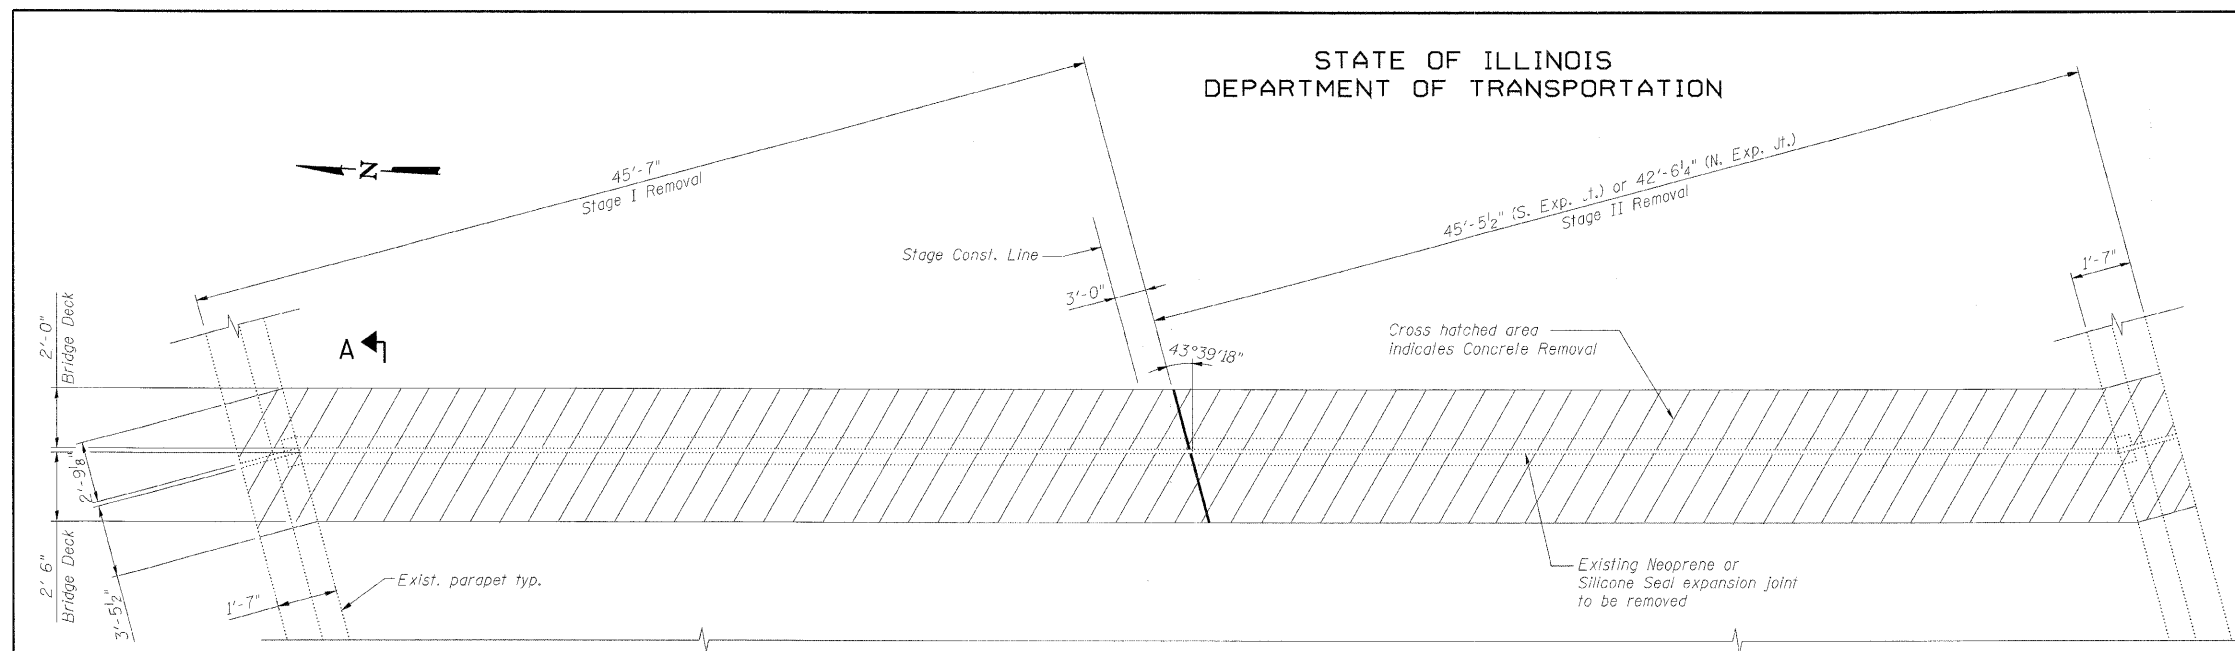 STATE OF ILLINOIS
DEPARTMENT OF TRANSPORTATION
N
45'-7"
Stage I Removal
45'-5½" (S. Exp. Jt.) or 42'-6¼" (N. Exp. Jt.)
Stage II Removal
Stage Const. Line
3'-0"
1'-7"
2'-0"
Bridge Deck
A
43°39'18"
Cross hatched area
indicates Concrete Removal
2'-9⅛"
2' 6"
Bridge Deck
3'-5½"
1'-7"
Exist. parapet typ.
Existing Neoprene or
Silicone Seal expansion joint
to be removed